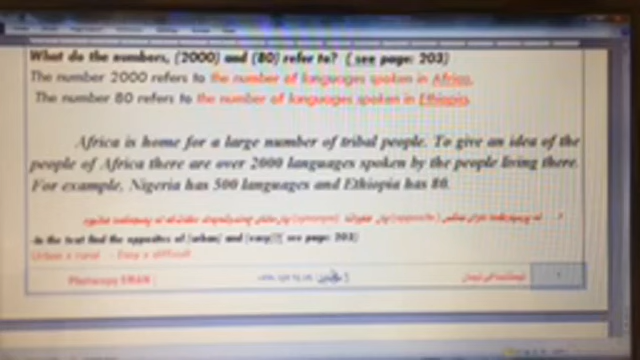 What do the numbers, (2000) and (80) refer to? ( see page: 203)
The number 2000 refers to the number of languages spoken in Africa.
The number 80 refers to the number of languages spoken in Ethiopia.
Africa is home for a large number of tribal people. To give an idea of the
people of Africa there are over 2000 languages spoken by the people living there.
For example, Nigeria has 500 languages and Ethiopia has 80.
(synonyms) (opposite)
-In the text find the opposites of (urban) and (easy)?( see page: 203)
Urban x rural - Easy x difficult
Photocopy